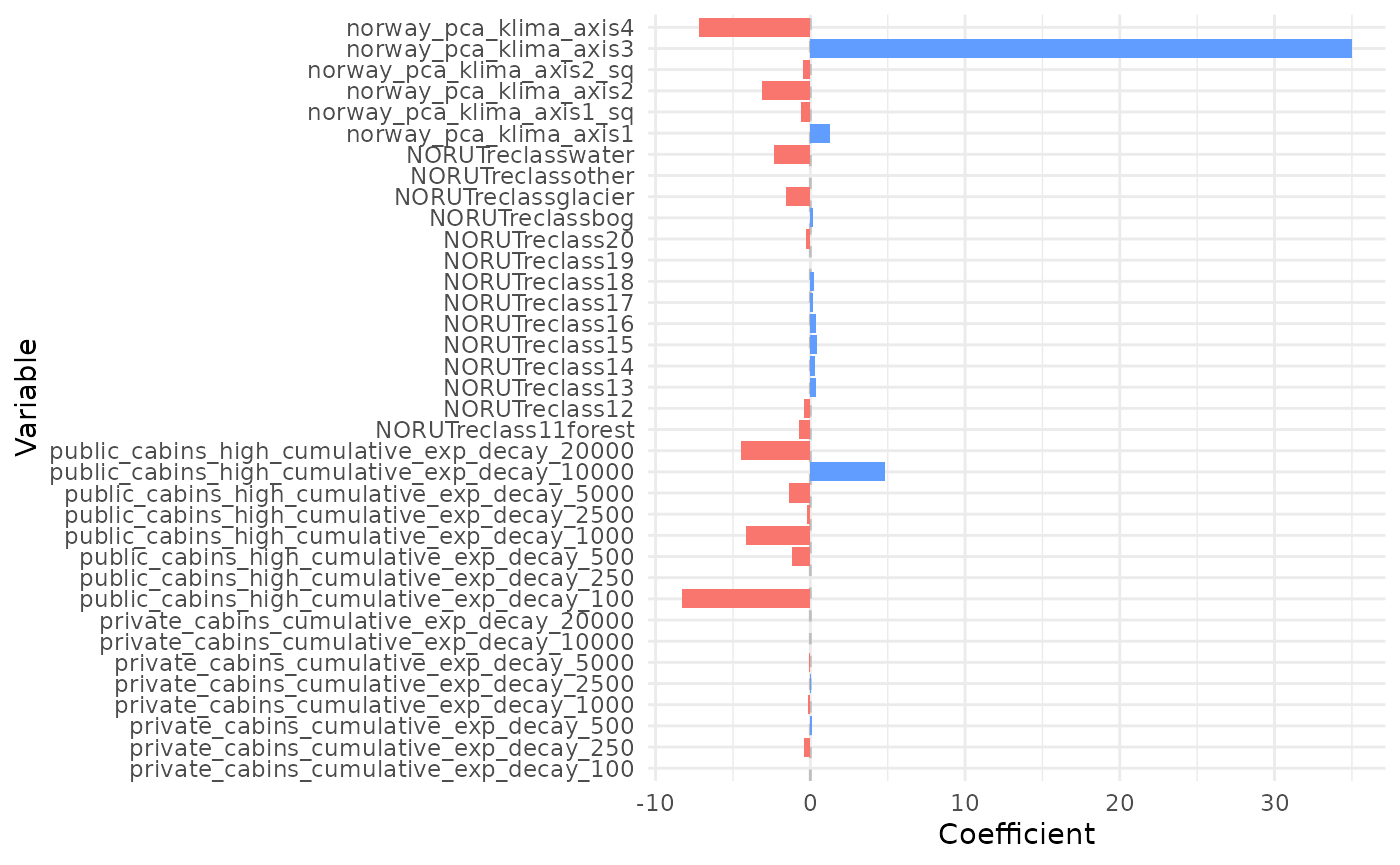 norway_pca_klima_axis4
norway_pca_klima_axis3
norway_pca_klima_axis2_sq
norway_pca_klima_axis2
norway_pca_klima_axis1_sq
norway_pca_klima_axis1
NORUTreclasswater
NORUTreclassother
NORUTreclassglacier
NORUTreclassbog
NORUTreclass20
NORUTreclass19
NORUTreclass18
NORUTreclass17
NORUTreclass16
NORUTreclass15
NORUTreclass14
NORUTreclass13
NORUTreclass12
NORUTreclass11forest
public_cabins_high_cumulative_exp_decay_20000
public_cabins_high_cumulative_exp_decay_10000
public_cabins_high_cumulative_exp_decay_5000
public_cabins_high_cumulative_exp_decay_2500
public_cabins_high_cumulative_exp_decay_1000
public_cabins_high_cumulative_exp_decay_500
public_cabins_high_cumulative_exp_decay_250
public_cabins_high_cumulative_exp_decay_100
private_cabins_cumulative_exp_decay_20000
private_cabins_cumulative_exp_decay_10000
private_cabins_cumulative_exp_decay_5000
private_cabins_cumulative_exp_decay_2500
private_cabins_cumulative_exp_decay_1000
private_cabins_cumulative_exp_decay_500
private_cabins_cumulative_exp_decay_250
private_cabins_cumulative_exp_decay_100
Variable
-10 0 10 20 30
Coefficient